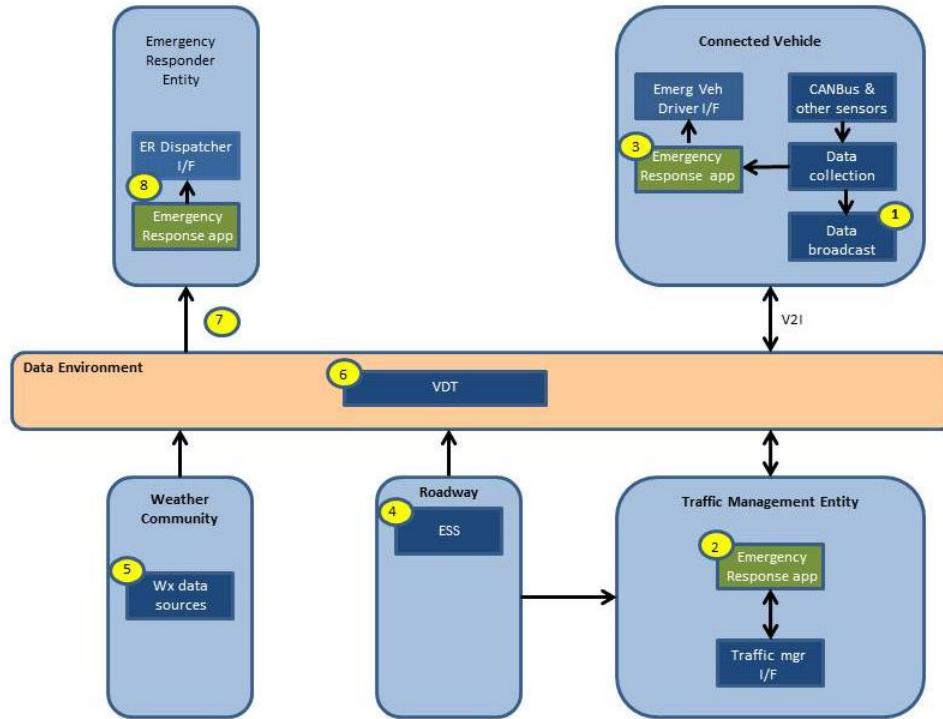 Emergency
Responder
Entity
ER Dispatcher
I/F
8
Emergency
Response app
7
Connected Vehicle
Emerg Veh
Driver I/F
CANBus &
other sensors
3
Emergency
Response app
Data
collection
1
Data
broadcast
V2I
Data Environment
6
VDT
Weather
Community
5
Wx data
sources
Roadway
4
ESS
Traffic Management Entity
2
Emergency
Response app
Traffic mgr
I/F